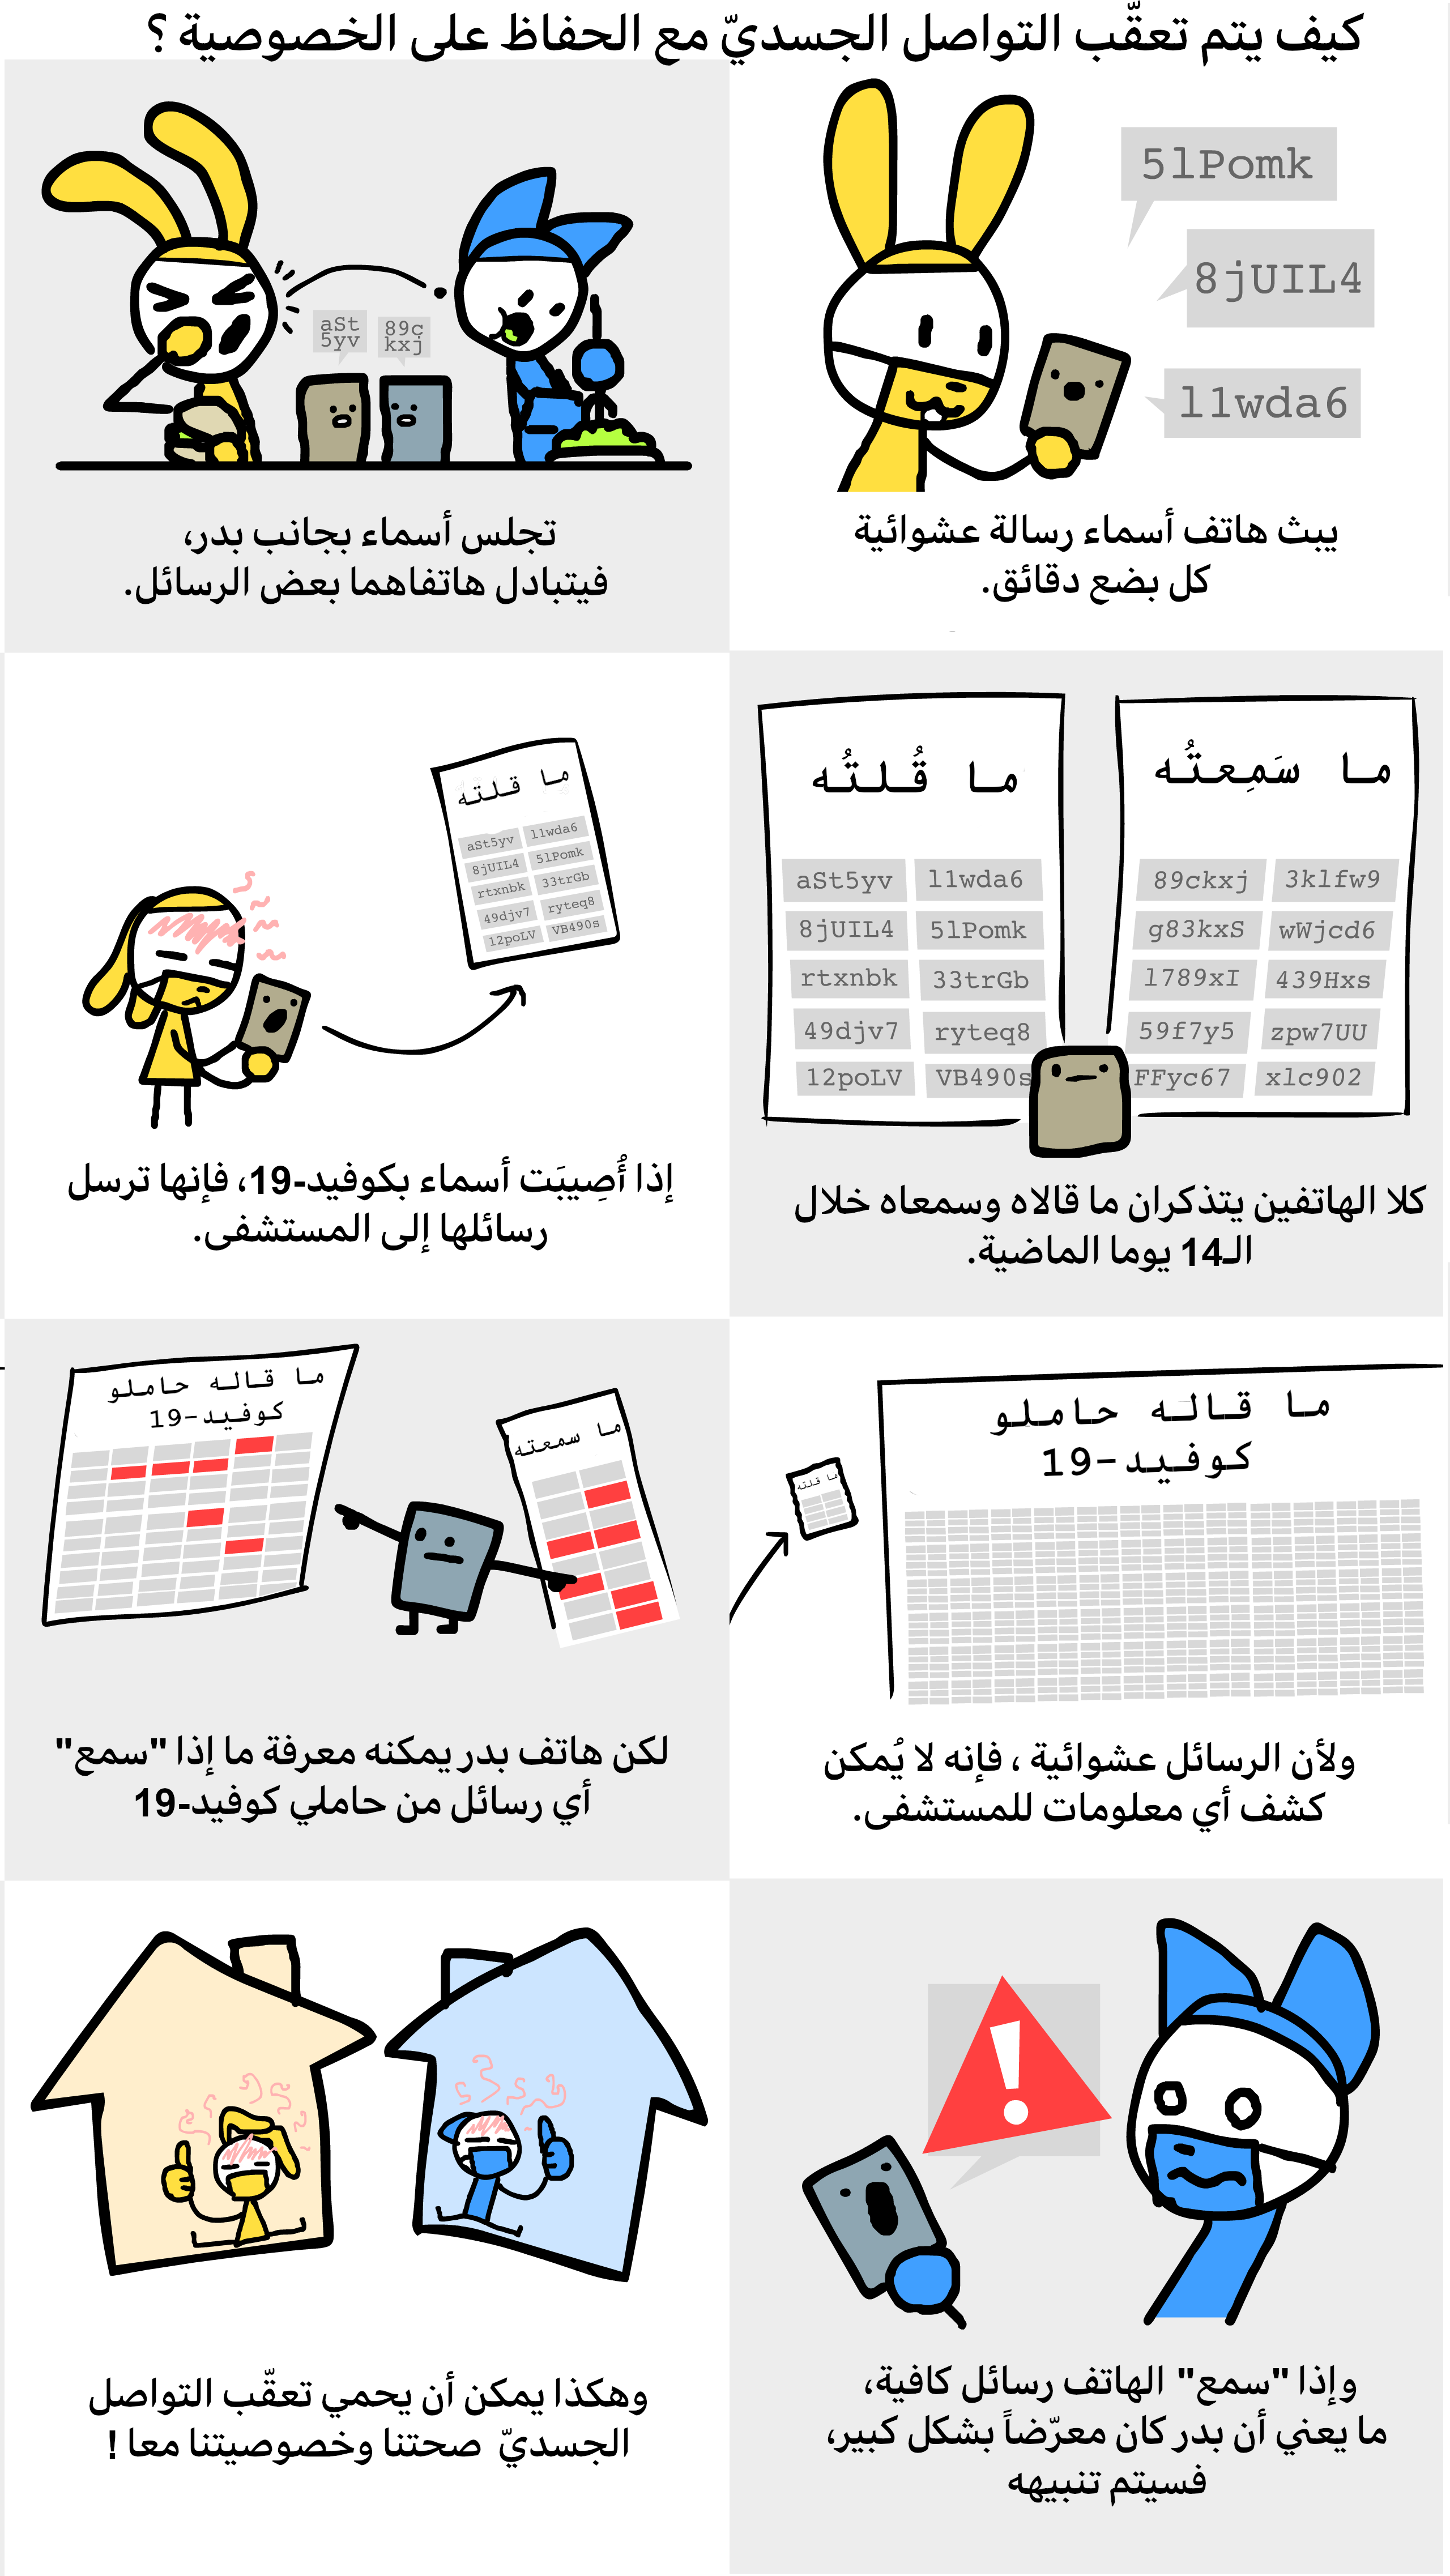 كيف يتم تعقّب التواصل الجسديّ مع الحفاظ على الخصوصية ؟
5lPomk
8jUIL4
l1wda6
يبث هاتف أسماء رسالة عشوائية
كل بضع دقائق.
aSt
5yv
89c
kxj
تجلس أسماء بجانب بدر،
فيتبادل هاتفاهما بعض الرسائل.
ما سَمِعتُه
89ckxj 3klfw9
g83kxS wWjcd6
l789xI 439Hxs
59f7y5 zpw7UU
FFyc67 xlc902
ما قُلتُه
aSt5yv l1wda6
8jUIL4 5lPomk
rtxnbk 33trGb
49djv7 ryteq8
12poLV VB490s
كلا الهاتفين يتذكران ما قالاه وسمعاه خلال
الـ14 يوما الماضية.
ما قلته
aSt5yv l1wda6
8jUIL4 5lPomk
rtxnbk 33trGb
49djv7 ryteq8
12poLV VB490s
إذا أُصِيبَت أسماء بكوفيد-19، فإنها ترسل
رسائلها إلى المستشفى.
ما قاله حاملو
كوفيد-19
ما قلته
ولأن الرسائل عشوائية ، فإنه لا يُمكن
كشف أي معلومات للمستشفى.
ما سمعته
ما قاله حاملو
كوفيد-19
لكن هاتف بدر يمكنه معرفة ما إذا "سمع"
أي رسائل من حاملي كوفيد-19
!
وإذا "سمع" الهاتف رسائل كافية،
ما يعني أن بدر كان معرّضاً بشكل كبير،
فسيتم تنبيهه
وهكذا يمكن أن يحمي تعقّب التواصل
الجسديّ صحتنا وخصوصيتنا معا !